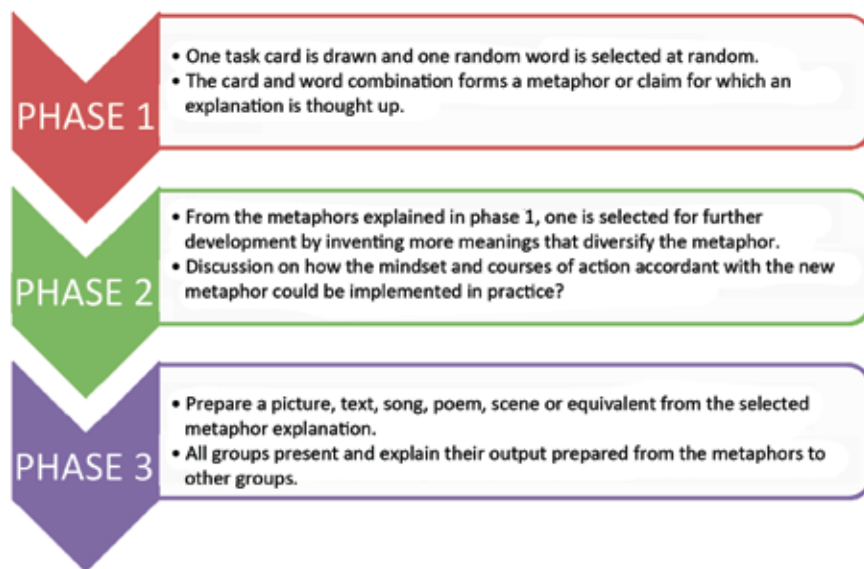 PHASE 1
• One task card is drawn and one random word is selected at random.
• The card and word combination forms a metaphor or claim for which an
explanation is thought up.
PHASE 2
• From the metaphors explained in phase 1, one is selected for further
development by inventing more meanings that diversify the metaphor.
• Discussion on how the mindset and courses of action accordant with the new
metaphor could be implemented in practice?
PHASE 3
• Prepare a picture, text, song, poem, scene or equivalent from the selected
metaphor explanation.
• All groups present and explain their output prepared from the metaphors to
other groups.